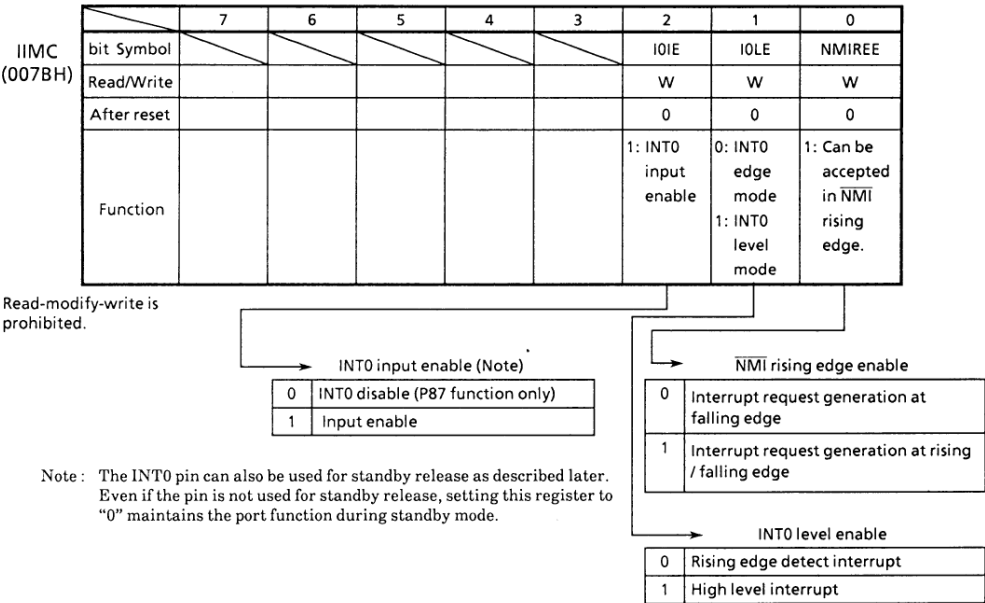 7 6 5 4 3 2 1 0
IIMC
(007BH)
bit Symbol I0IE I0LE NMIREE
Read/Write W W W
After reset 0 0 0
Function
1: INT0
input
enable
0: INT0
edge
mode
1: INT0
level
mode
1: Can be
accepted
in NMI
rising
edge.
Read-modify-write is
prohibited.
INT0 input enable (Note)
0 INT0 disable (P87 function only)
1 Input enable
NMI rising edge enable
0 Interrupt request generation at
falling edge
1 Interrupt request generation at rising
/ falling edge
Note : The INT0 pin can also be used for standby release as described later.
Even if the pin is not used for standby release, setting this register to
“0” maintains the port function during standby mode.
INT0 level enable
0 Rising edge detect interrupt
1 High level interrupt